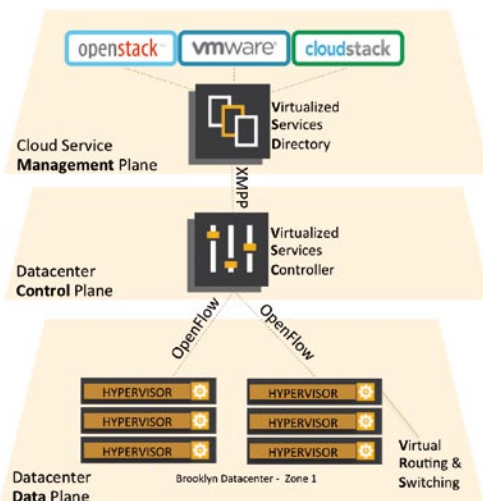 openstack™ vmware® cloudstack
Virtualized
Services
Directory
Cloud Service
Management Plane
XMPP
Virtualized
Services
Controller
Datacenter
Control Plane
OpenFlow OpenFlow
HYPERVISOR HYPERVISOR
HYPERVISOR HYPERVISOR
HYPERVISOR HYPERVISOR
Virtual
Routing &
Switching
Brooklyn Datacenter - Zone 1
Datacenter
Data Plane